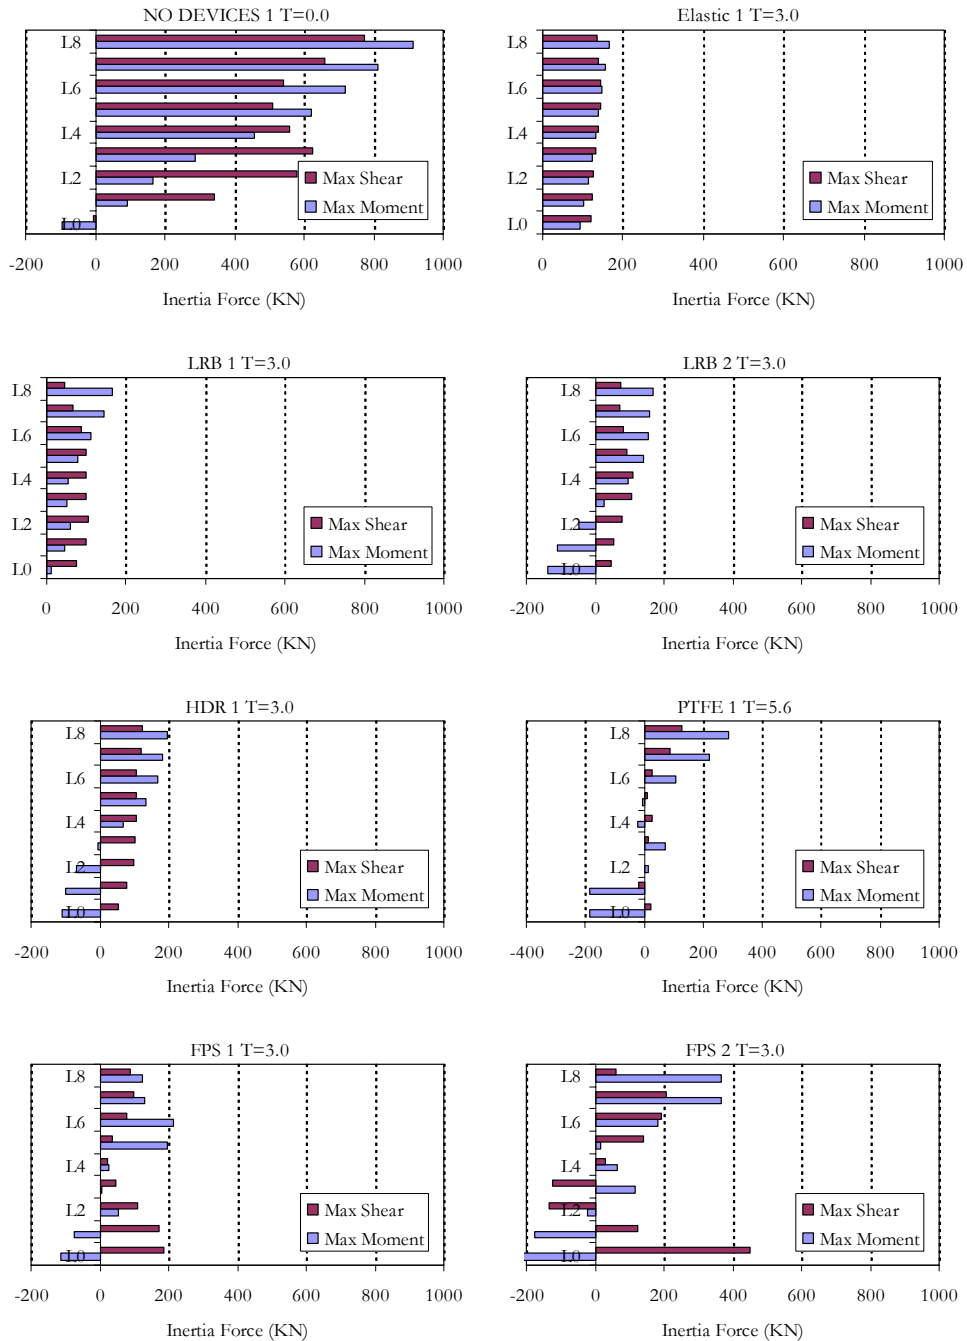 NO DEVICES 1 T=0.0
L8
L6
L4
L2
L0
Max Shear
Max Moment
-200 0 200 400 600 800 1000
Inertia Force (KN)
Elastic 1 T=3.0
L8
L6
L4
L2
L0
Max Shear
Max Moment
0 200 400 600 800 1000
Inertia Force (KN)
LRB 1 T=3.0
L8
L6
L4
L2
L0
Max Shear
Max Moment
0 200 400 600 800 1000
Inertia Force (KN)
LRB 2 T=3.0
L8
L6
L4
L2
L0
Max Shear
Max Moment
-200 0 200 400 600 800 1000
Inertia Force (KN)
HDR 1 T=3.0
L8
L6
L4
L2
L0
Max Shear
Max Moment
-200 0 200 400 600 800 1000
Inertia Force (KN)
PTFE 1 T=5.6
L8
L6
L4
L2
L0
Max Shear
Max Moment
-400 -200 0 200 400 600 800 1000
Inertia Force (KN)
FPS 1 T=3.0
L8
L6
L4
L2
L0
Max Shear
Max Moment
-200 0 200 400 600 800 1000
Inertia Force (KN)
FPS 2 T=3.0
L8
L6
L4
L2
L0
Max Shear
Max Moment
-200 0 200 400 600 800 1000
Inertia Force (KN)